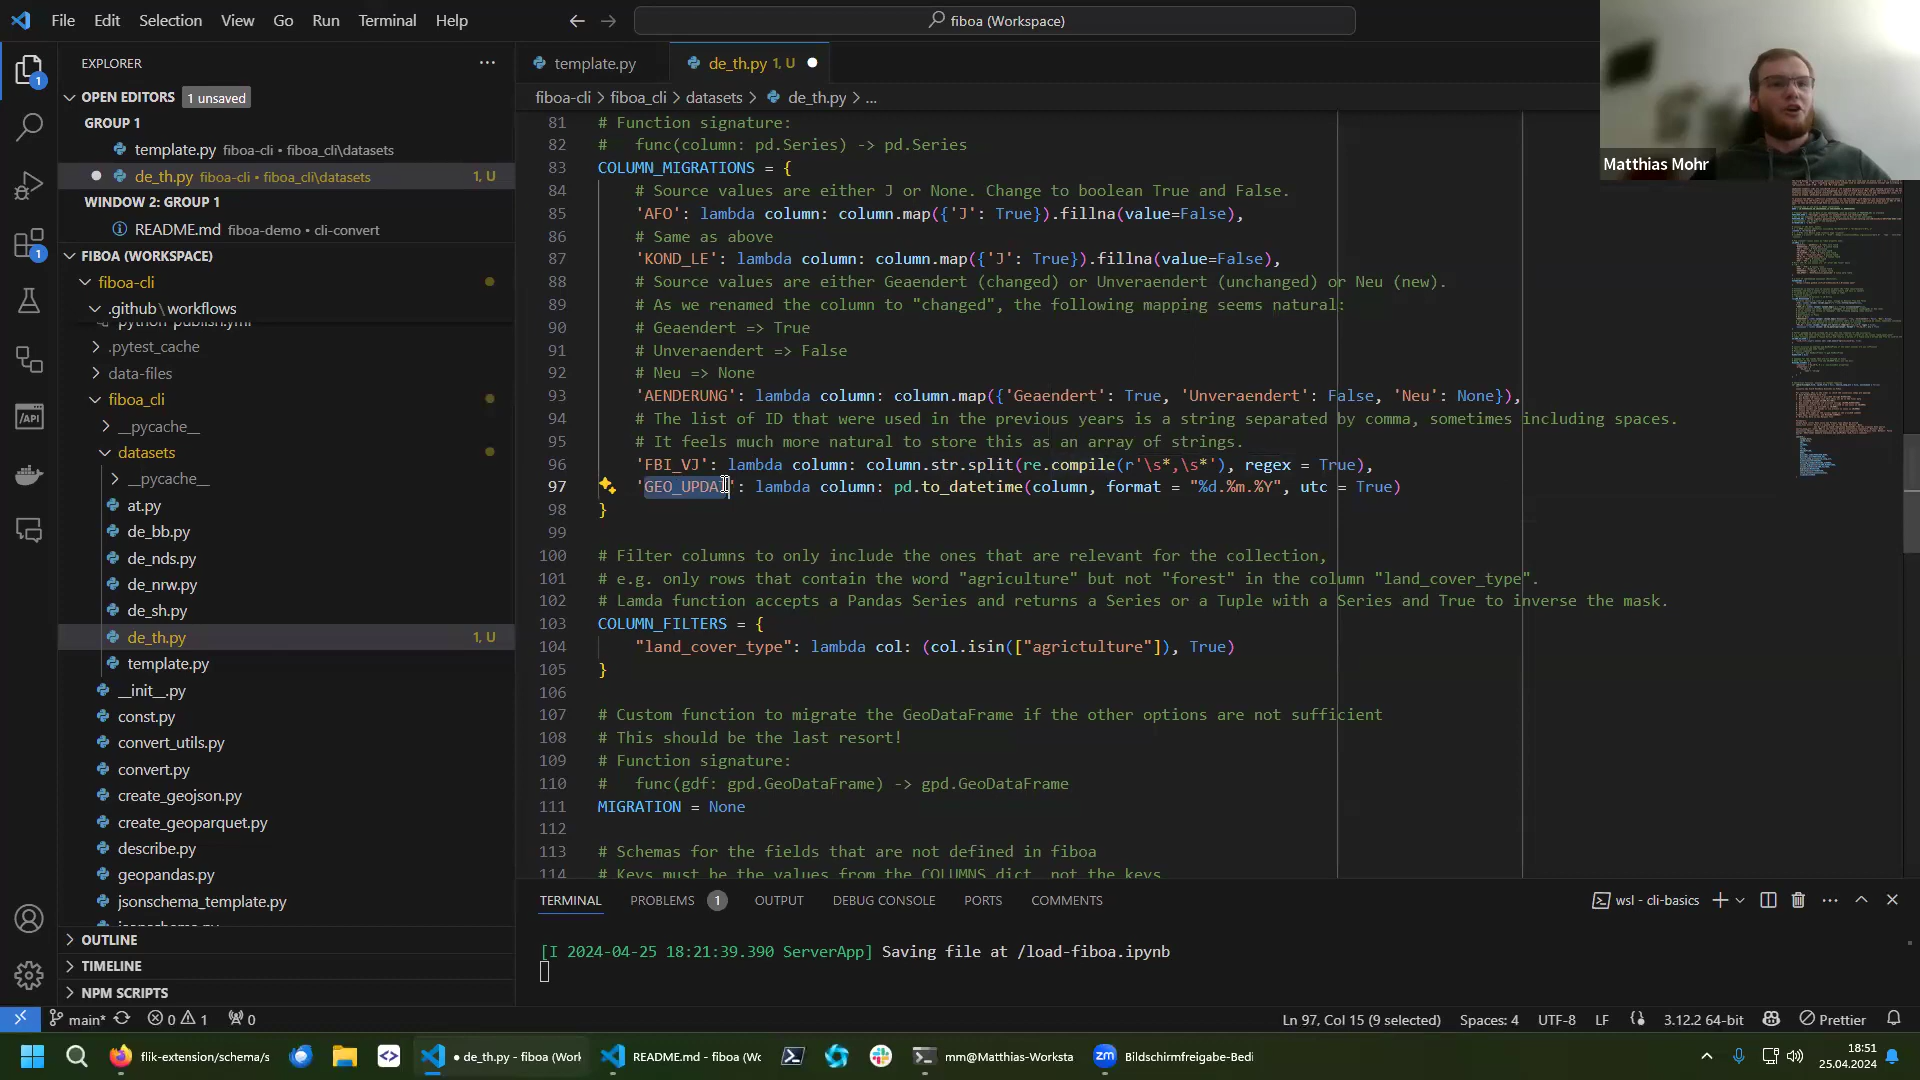 File Edit Selection View Go Run Terminal Help
fiboa (Workspace)
Matthias Mohr
EXPLORER
OPEN EDITORS 1 unsaved
GROUP 1
template.py fiboa-cli • fiboa_cli\datasets
de_th.py fiboa-cli • fiboa_cli\datasets 1, U
WINDOW 2: GROUP 1
README.md fiboa-demo • cli-convert
FIBOA (WORKSPACE)
fiboa-cli
.github\workflows
python-publish.yml
.pytest_cache
data-files
fiboa_cli
__pycache__
datasets
__pycache__
at.py
de_bb.py
de_nds.py
de_nrw.py
de_sh.py
de_th.py 1, U
template.py
__init__.py
const.py
convert_utils.py
convert.py
create_geojson.py
create_geoparquet.py
describe.py
geopandas.py
jsonschema_template.py
OUTLINE
TIMELINE
NPM SCRIPTS
template.py
de_th.py 1, U
fiboa-cli > fiboa_cli > datasets > de_th.py > ...
81 # Function signature:
82 #   func(column: pd.Series) -> pd.Series
83 COLUMN_MIGRATIONS = {
84 # Source values are either J or None. Change to boolean True and False.
85 'AFO': lambda column: column.map({'J': True}).fillna(value=False),
86 # Same as above
87 'KOND_LE': lambda column: column.map({'J': True}).fillna(value=False),
88 # Source values are either Geaendert (changed) or Unveraendert (unchanged) or Neu (new).
89 # As we renamed the column to "changed", the following mapping seems natural:
90 # Geaendert => True
91 # Unveraendert => False
92 # Neu => None
93 'AENDERUNG': lambda column: column.map({'Geaendert': True, 'Unveraendert': False, 'Neu': None}),
94 # The list of ID that were used in the previous years is a string separated by comma, sometimes including spaces.
95 # It feels much more natural to store this as an array of strings.
96 'FBI_VJ': lambda column: column.str.split(re.compile(r'\s*,\s*'), regex = True),
97 'GEO_UPDAT': lambda column: pd.to_datetime(column, format = "%d.%m.%Y", utc = True)
98 }
99
100 # Filter columns to only include the ones that are relevant for the collection,
101 # e.g. only rows that contain the word "agriculture" but not "forest" in the column "land_cover_type".
102 # Lamda function accepts a Pandas Series and returns a Series or a Tuple with a Series and True to inverse the mask.
103 COLUMN_FILTERS = {
104 "land_cover_type": lambda col: (col.isin(["agrictulture"]), True)
105 }
106
107 # Custom function to migrate the GeoDataFrame if the other options are not sufficient
108 # This should be the last resort!
109 # Function signature:
110 #   func(gdf: gpd.GeoDataFrame) -> gpd.GeoDataFrame
111 MIGRATION = None
112
113 # Schemas for the fields that are not defined in fiboa
114 # Keys must be the values from the COLUMNS dict, not the keys
TERMINAL PROBLEMS 1 OUTPUT DEBUG CONSOLE PORTS COMMENTS
wsl - cli-basics
[I 2024-04-25 18:21:39.390 ServerApp] Saving file at /load-fiboa.ipynb
main* 0 1 0
Ln 97, Col 15 (9 selected) Spaces: 4 UTF-8 LF 3.12.2 64-bit Prettier
flik-extension/schema/s
• de_th.py - fiboa (Work
README.md - fiboa (Wc
mm@Matthias-Worksta
zm Bildschirmfreigabe-Bedi
18:51
25.04.2024